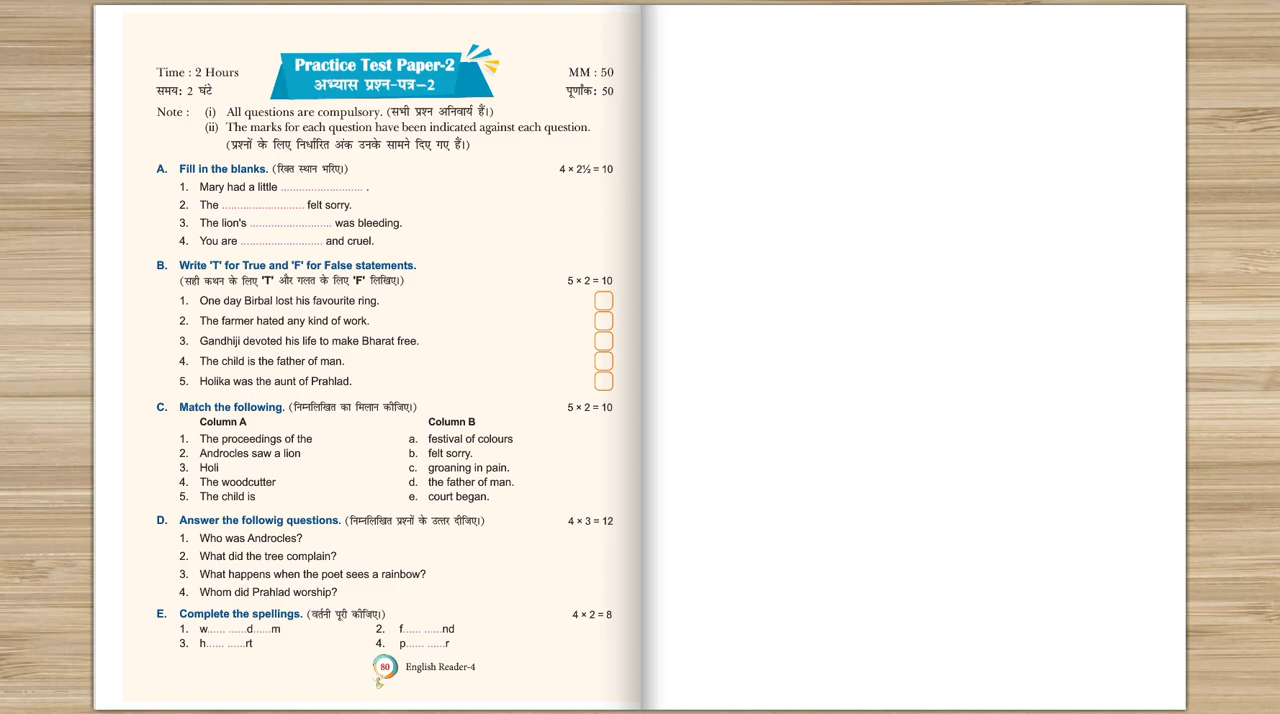 Practice Test Paper-2
अभ्यास प्रश्न-पत्र-2
Time : 2 Hours MM : 50
समय: 2 घंटे पूर्णांक: 50
Note : (i) All questions are compulsory. (सभी प्रश्न अनिवार्य हैं।)
(ii) The marks for each question have been indicated against each question.
(प्रश्नों के लिए निर्धारित अंक उनके सामने दिए गए हैं।)
A. Fill in the blanks. (रिक्त स्थान भरिए।) 4 × 2½ = 10
1. Mary had a little ........................... .
2. The ........................... felt sorry.
3. The lion's ........................... was bleeding.
4. You are ........................... and cruel.
B. Write 'T' for True and 'F' for False statements.
(सही कथन के लिए 'T' और गलत के लिए 'F' लिखिए।) 5 × 2 = 10
1. One day Birbal lost his favourite ring.
2. The farmer hated any kind of work.
3. Gandhiji devoted his life to make Bharat free.
4. The child is the father of man.
5. Holika was the aunt of Prahlad.
C. Match the following. (निम्नलिखित का मिलान कीजिए।) 5 × 2 = 10
Column A Column B
1. The proceedings of the a. festival of colours
2. Androcles saw a lion b. felt sorry.
3. Holi c. groaning in pain.
4. The woodcutter d. the father of man.
5. The child is e. court began.
D. Answer the followig questions. (निम्नलिखित प्रश्नों के उत्तर दीजिए।) 4 × 3 = 12
1. Who was Androcles?
2. What did the tree complain?
3. What happens when the poet sees a rainbow?
4. Whom did Prahlad worship?
E. Complete the spellings. (वर्तनी पूरी कीजिए।) 4 × 2 = 8
1. w...... ......d......m 2. f...... ......nd
3. h...... ......rt 4. p...... ......r
80 English Reader-4